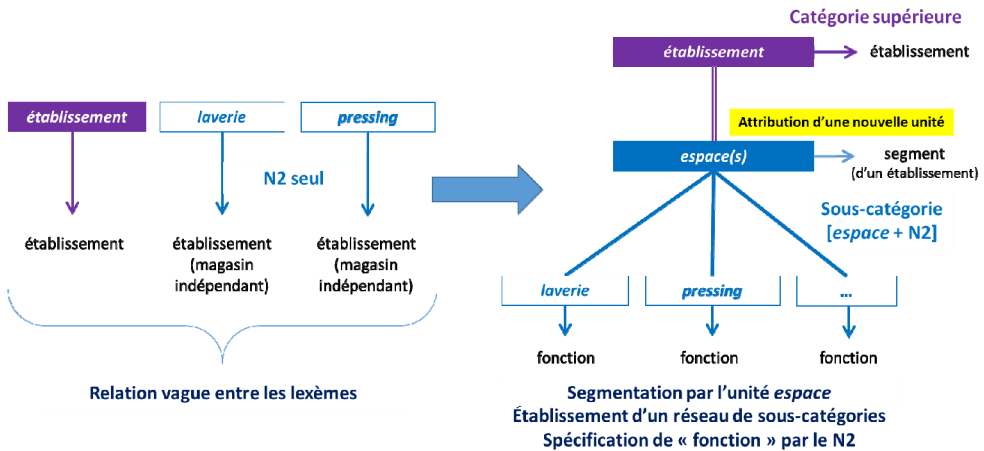 établissement
laverie
pressing
N2 seul
établissement
établissement
(magasin
indépendant)
établissement
(magasin
indépendant)
Relation vague entre les lexèmes
Catégorie supérieure
établissement
établissement
Attribution d'une nouvelle unité
espace(s)
segment
(d'un établissement)
Sous-catégorie
[espace + N2]
laverie
pressing
...
fonction
fonction
fonction
Segmentation par l'unité espace
Établissement d'un réseau de sous-catégories
Spécification de « fonction » par le N2